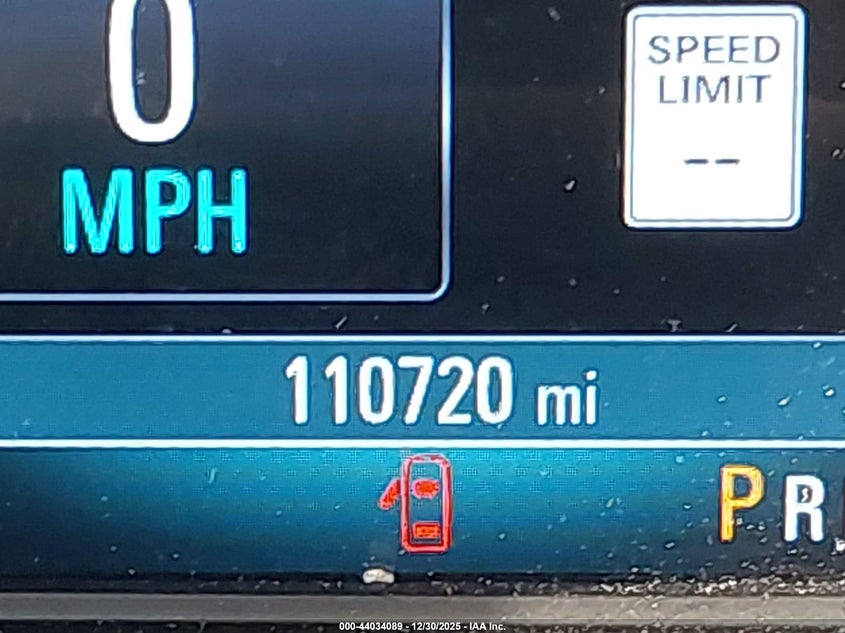 0
MPH
SPEED
LIMIT
--
110720 mi
P R
000-44034089 - 12/30/2025 - IAA Inc.